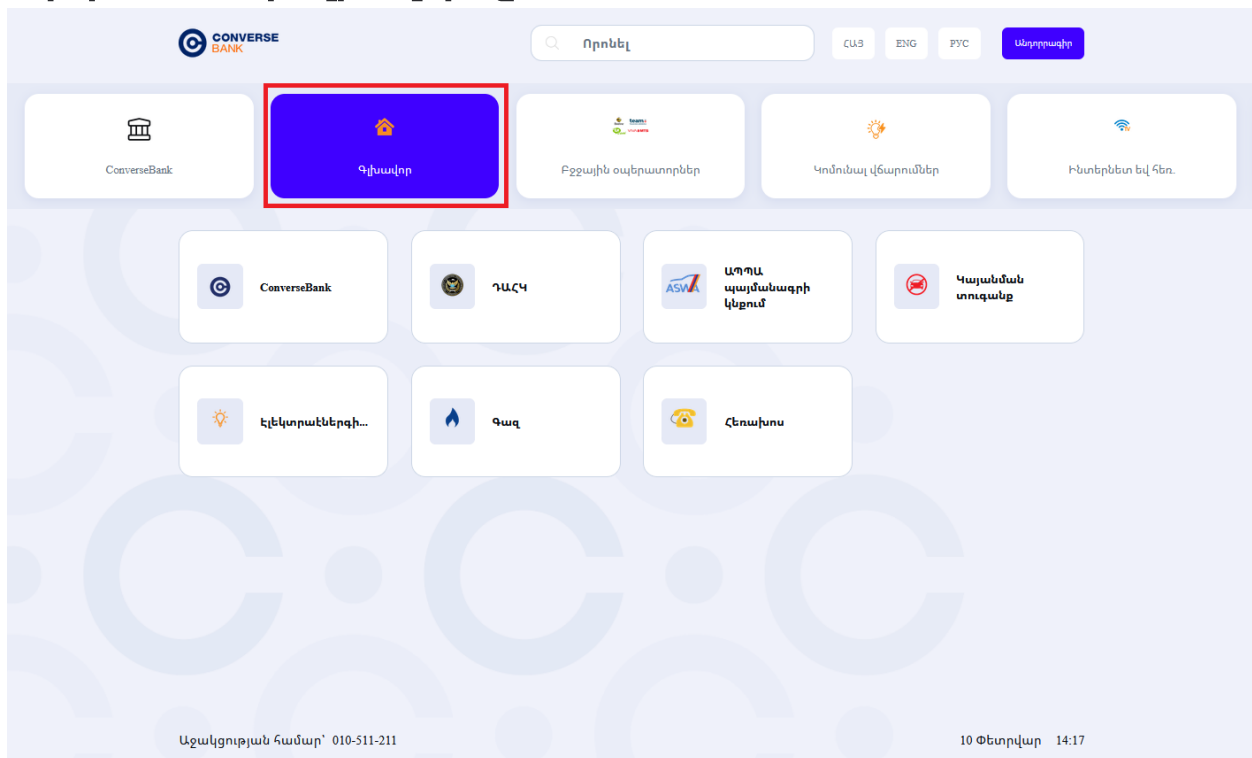 CONVERSE
BANK
Որոնել
ՀԱՅ
ENG
РУС
Անդորրագիր
ConverseBank
Գլխավոր
Բջջային օպերատորներ
Կոմունալ վճարումներ
Ինտերնետ եվ հեռ.
ConverseBank
ԴԱՀԿ
ԱՊՊԱ
պայմանագրի
կնքում
Կայանման
տուգանք
Էլեկտրաէներգի...
Գազ
Հեռախոս
ASWA
Աջակցության համար՝ 010-511-211
10 Փետրվար 14:17